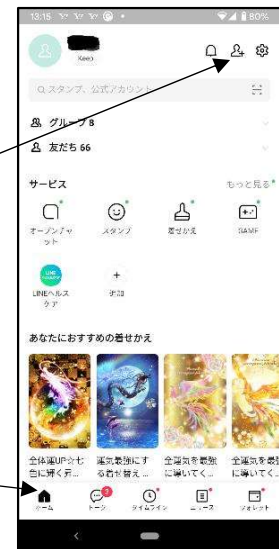 13:15
80%
Keep
スタンプ、公式アカウント
グループ 8
友だち 66
サービス
もっと見る
オープンチャ
ット
スタンプ
着せかえ
GAME
LINEヘルス
ケア
追加
あなたにおすすめの着せかえ
全体運UP☆七
色に輝く昇...
運気最強にす
る着せ替え...
全運気を最強
に導いてく...
全運気を最
に導いてく
ホーム
トーク
タイムライン
ニュース
ウォレット